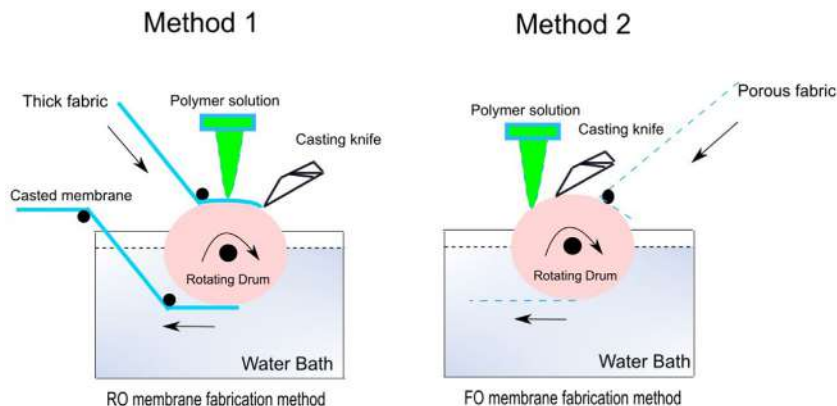 Method 1
Thick fabric
Polymer solution
Casting knife
Casted membrane
Rotating Drum
Water Bath
RO membrane fabrication method
Method 2
Polymer solution
Casting knife
Porous fabric
Rotating Drum
Water Bath
FO membrane fabrication method